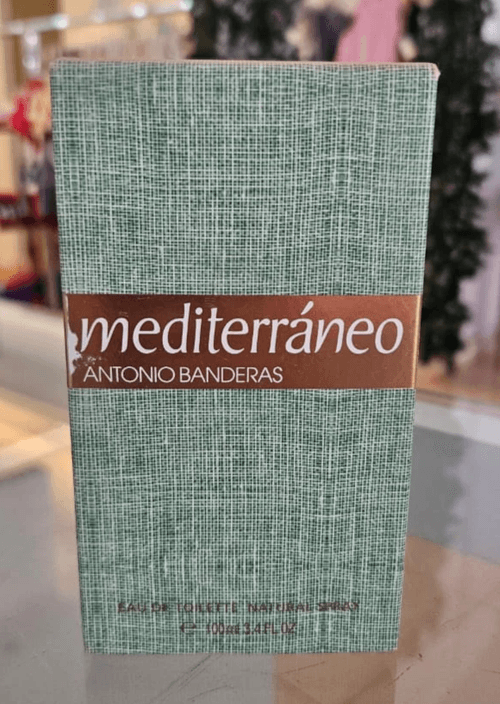 mediterráneo
ANTONIO BANDERAS
EAU DE TOILETTE NATURAL SPRAY
℮ 100ml 3.4 FL.OZ